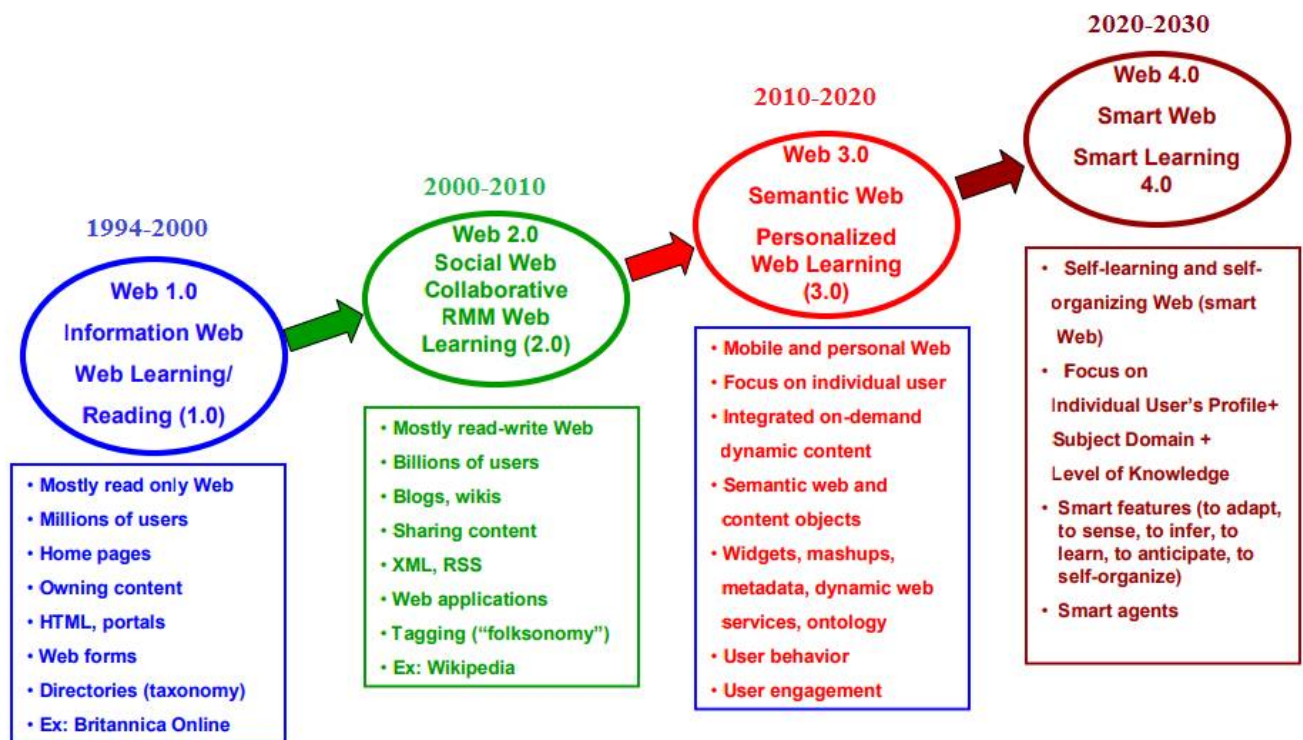 1994-2000
Web 1.0
Information Web
Web Learning/
Reading (1.0)
• Mostly read only Web
• Millions of users
• Home pages
• Owning content
• HTML, portals
• Web forms
• Directories (taxonomy)
• Ex: Britannica Online
2000-2010
Web 2.0
Social Web
Collaborative
RMM Web
Learning (2.0)
• Mostly read-write Web
• Billions of users
• Blogs, wikis
• Sharing content
• XML, RSS
• Web applications
• Tagging (“folksonomy”)
• Ex: Wikipedia
2010-2020
Web 3.0
Semantic Web
Personalized
Web Learning
(3.0)
• Mobile and personal Web
• Focus on individual user
• Integrated on-demand
dynamic content
• Semantic web and
content objects
• Widgets, mashups,
metadata, dynamic web
services, ontology
• User behavior
• User engagement
2020-2030
Web 4.0
Smart Web
Smart Learning
4.0
• Self-learning and self-
organizing Web (smart
Web)
• Focus on
Individual User’s Profile+
Subject Domain +
Level of Knowledge
• Smart features (to adapt,
to sense, to infer, to
learn, to anticipate, to
self-organize)
• Smart agents